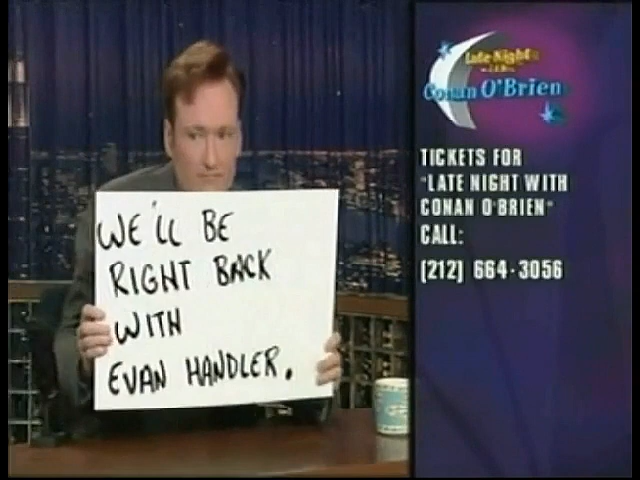 WE'LL BE
RIGHT BACK
WITH
EVAN HANDLER.
Late Night
with
Conan O'Brien
TICKETS FOR
"LATE NIGHT WITH
CONAN O'BRIEN"
CALL:
(212) 664-3056